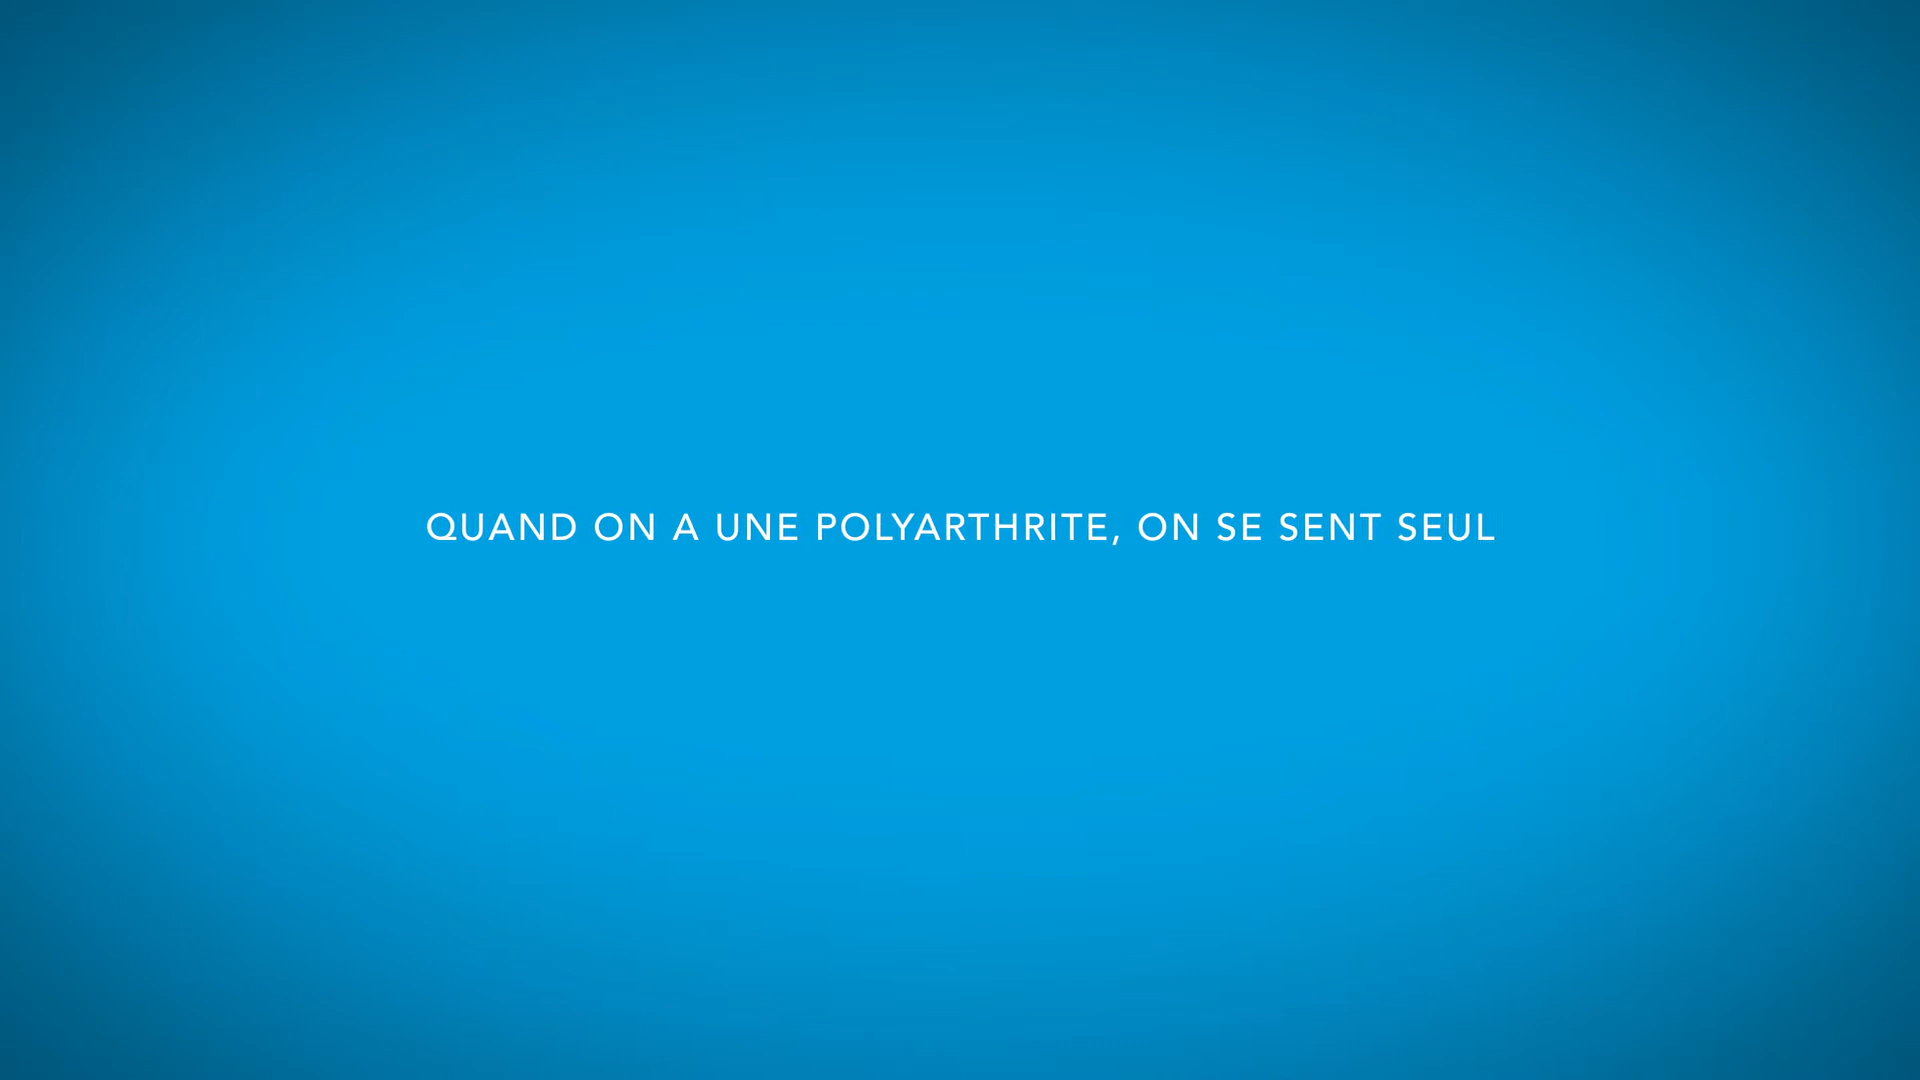 QUAND ON A UNE POLYARTHRITE, ON SE SENT SEUL